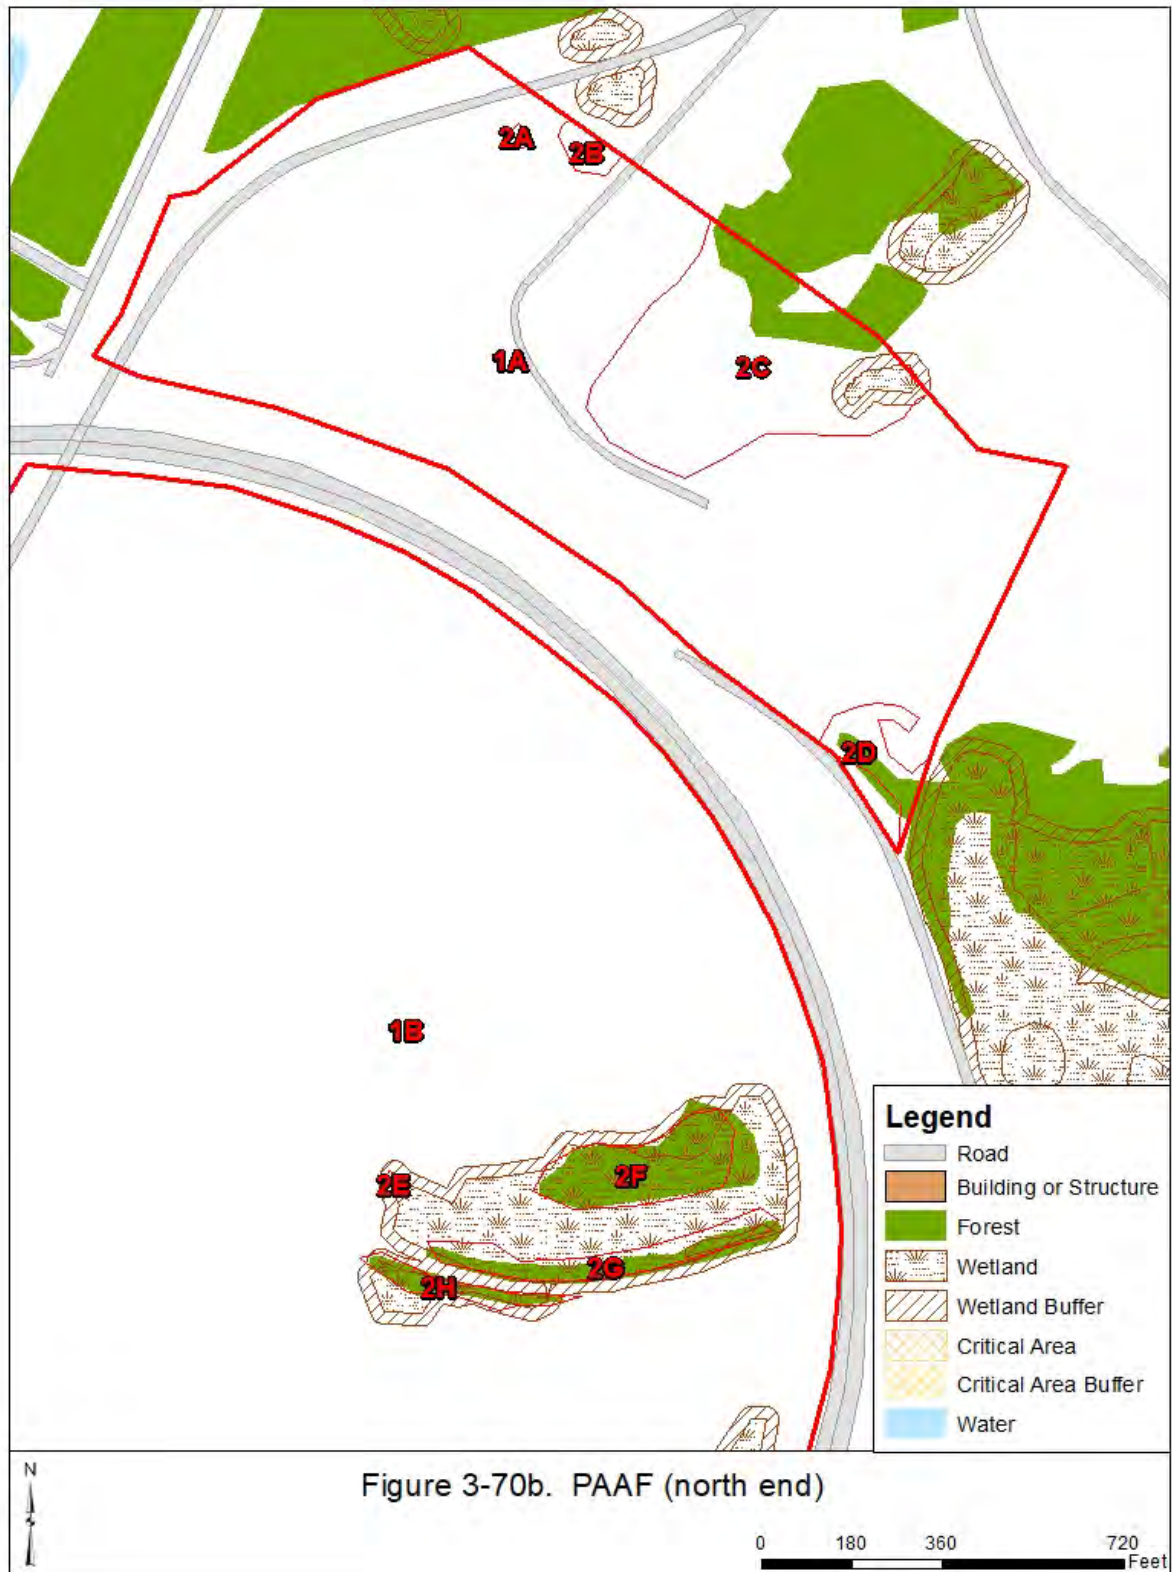 2A
2B
1A
2C
2D
1B
2E
2F
2G
2H
Legend
Road
Building or Structure
Forest
Wetland
Wetland Buffer
Critical Area
Critical Area Buffer
Water
N
Figure 3-70b. PAAF (north end)
0 180 360 720
Feet